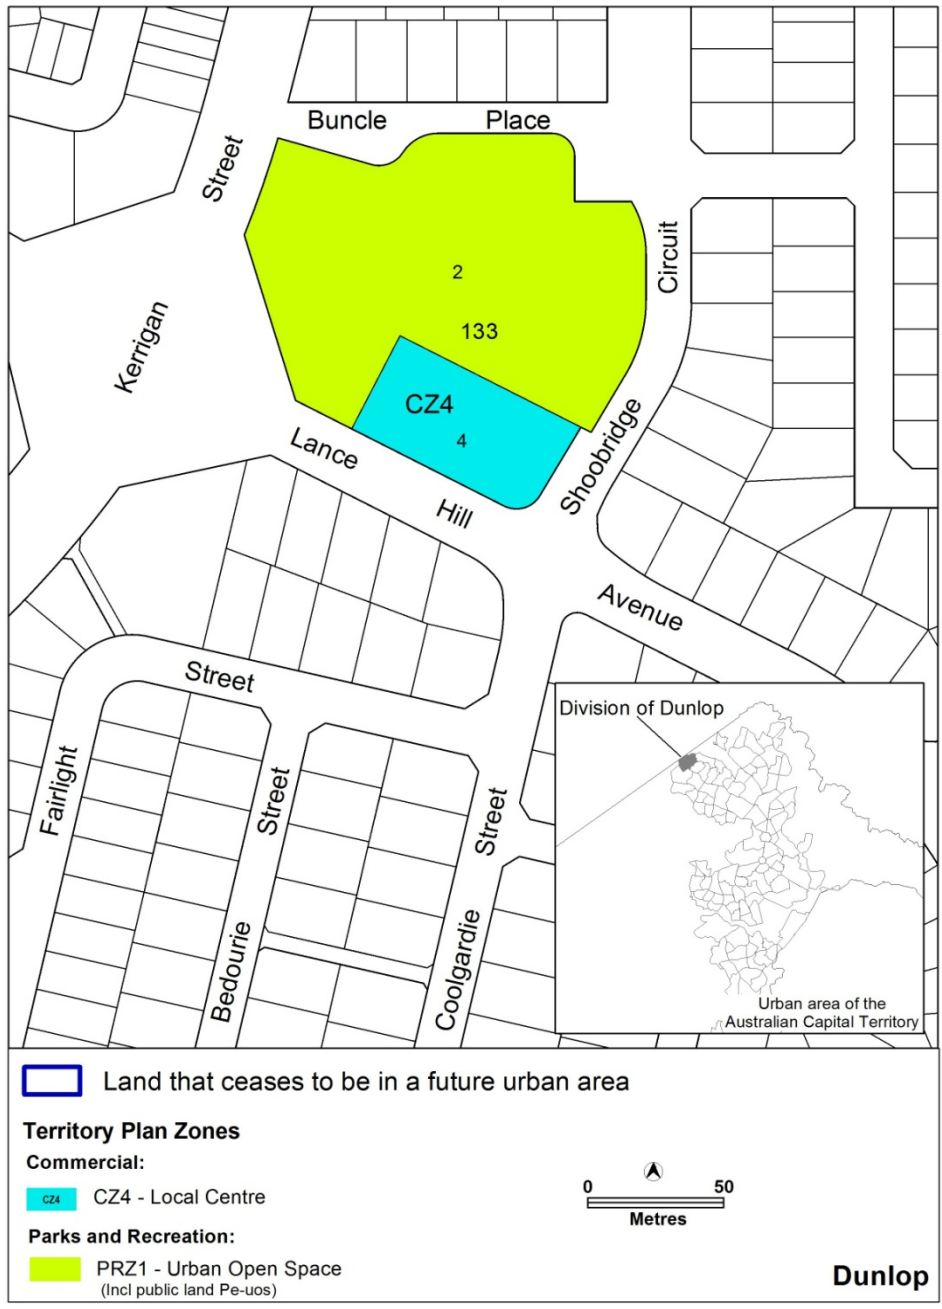 Buncle Place
Street
Circuit
2
Kerrigan
133
CZ4
4
Lance
Hill
Shoobridge
Avenue
Street
Fairlight
Street
Street
Bedourie
Coolgardie
Division of Dunlop
Urban area of the
Australian Capital Territory
Land that ceases to be in a future urban area
Territory Plan Zones
Commercial:
CZ4 CZ4 - Local Centre
Parks and Recreation:
PRZ1 - Urban Open Space
(Incl public land Pe-uos)
0 50
Metres
Dunlop